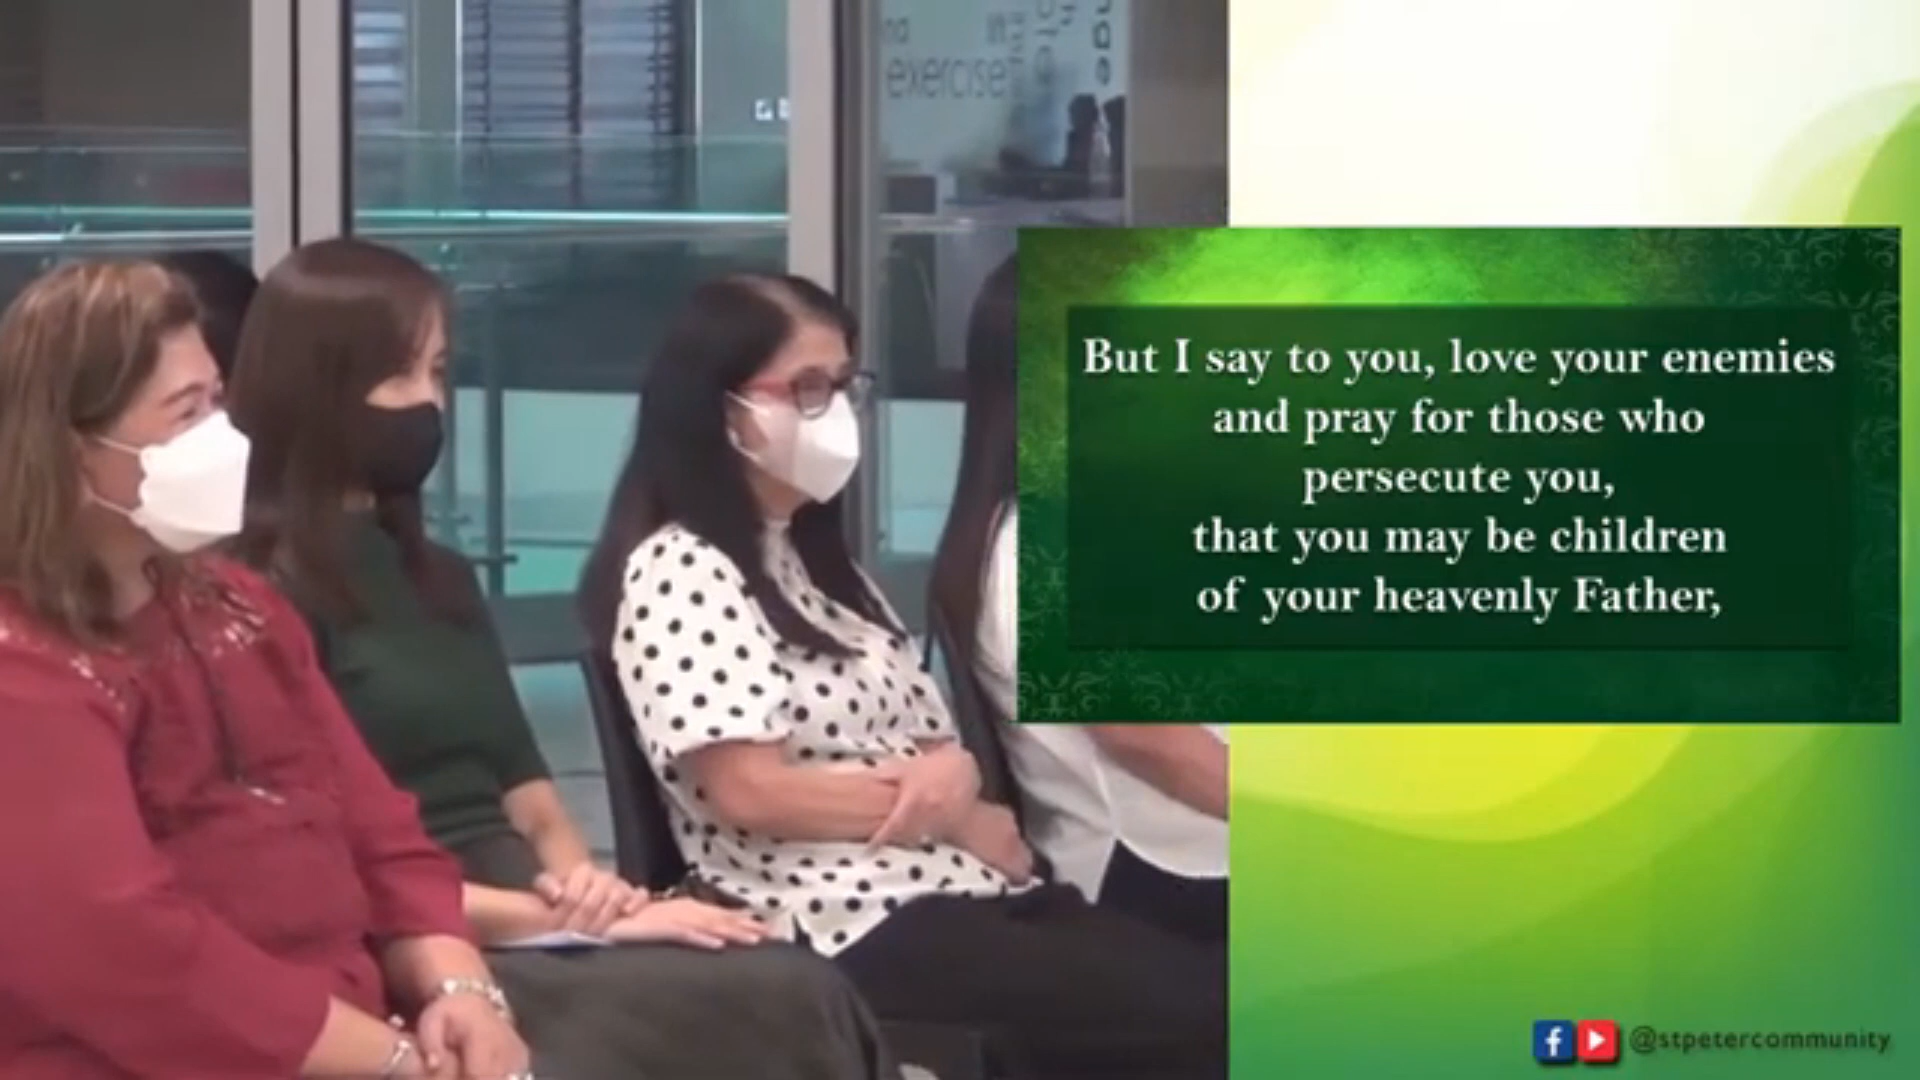 exercise
But I say to you, love your enemies
and pray for those who
persecute you,
that you may be children
of your heavenly Father,
@stpetercommunity